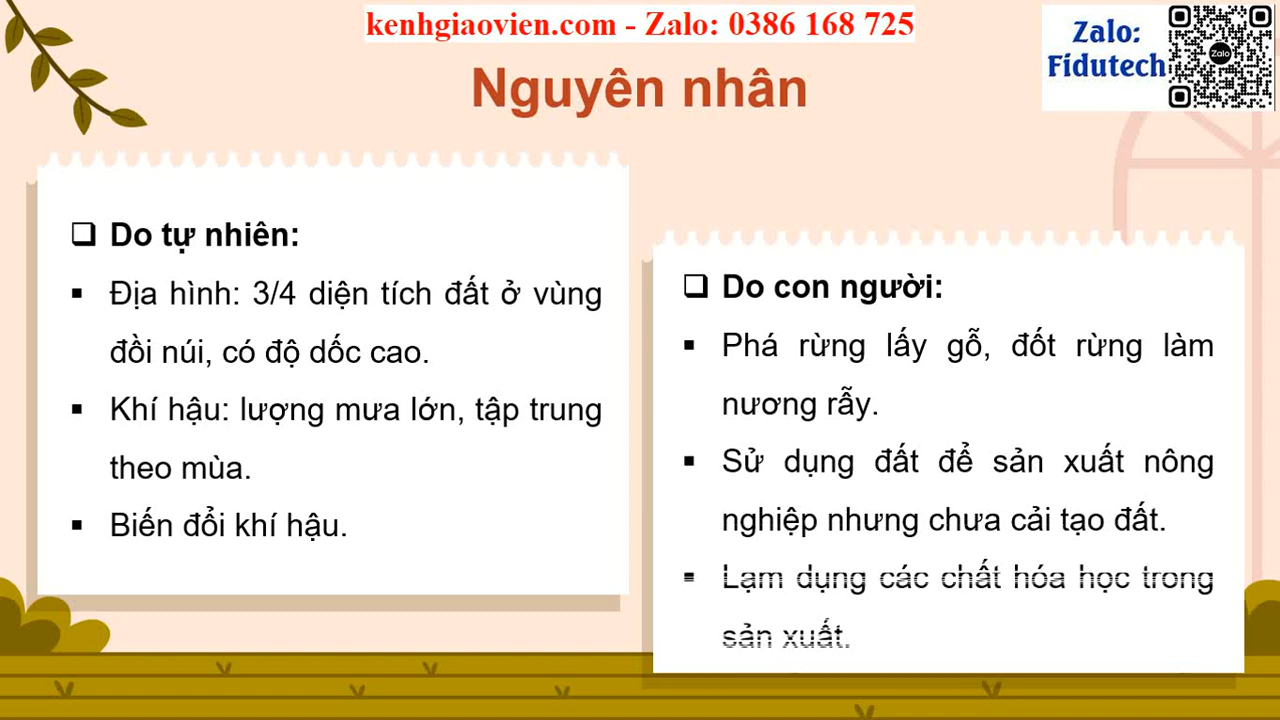 kenhgiaovien.com - Zalo: 0386 168 725
Zalo:
Fidutech
Zalo
Nguyên nhân
Do tự nhiên:
Địa hình: 3/4 diện tích đất ở vùng
đồi núi, có độ dốc cao.
Khí hậu: lượng mưa lớn, tập trung
theo mùa.
Biến đổi khí hậu.
Do con người:
Phá rừng lấy gỗ, đốt rừng làm
nương rẫy.
Sử dụng đất để sản xuất nông
nghiệp nhưng chưa cải tạo đất.
Lạm dụng các chất hóa học trong
sản xuất.